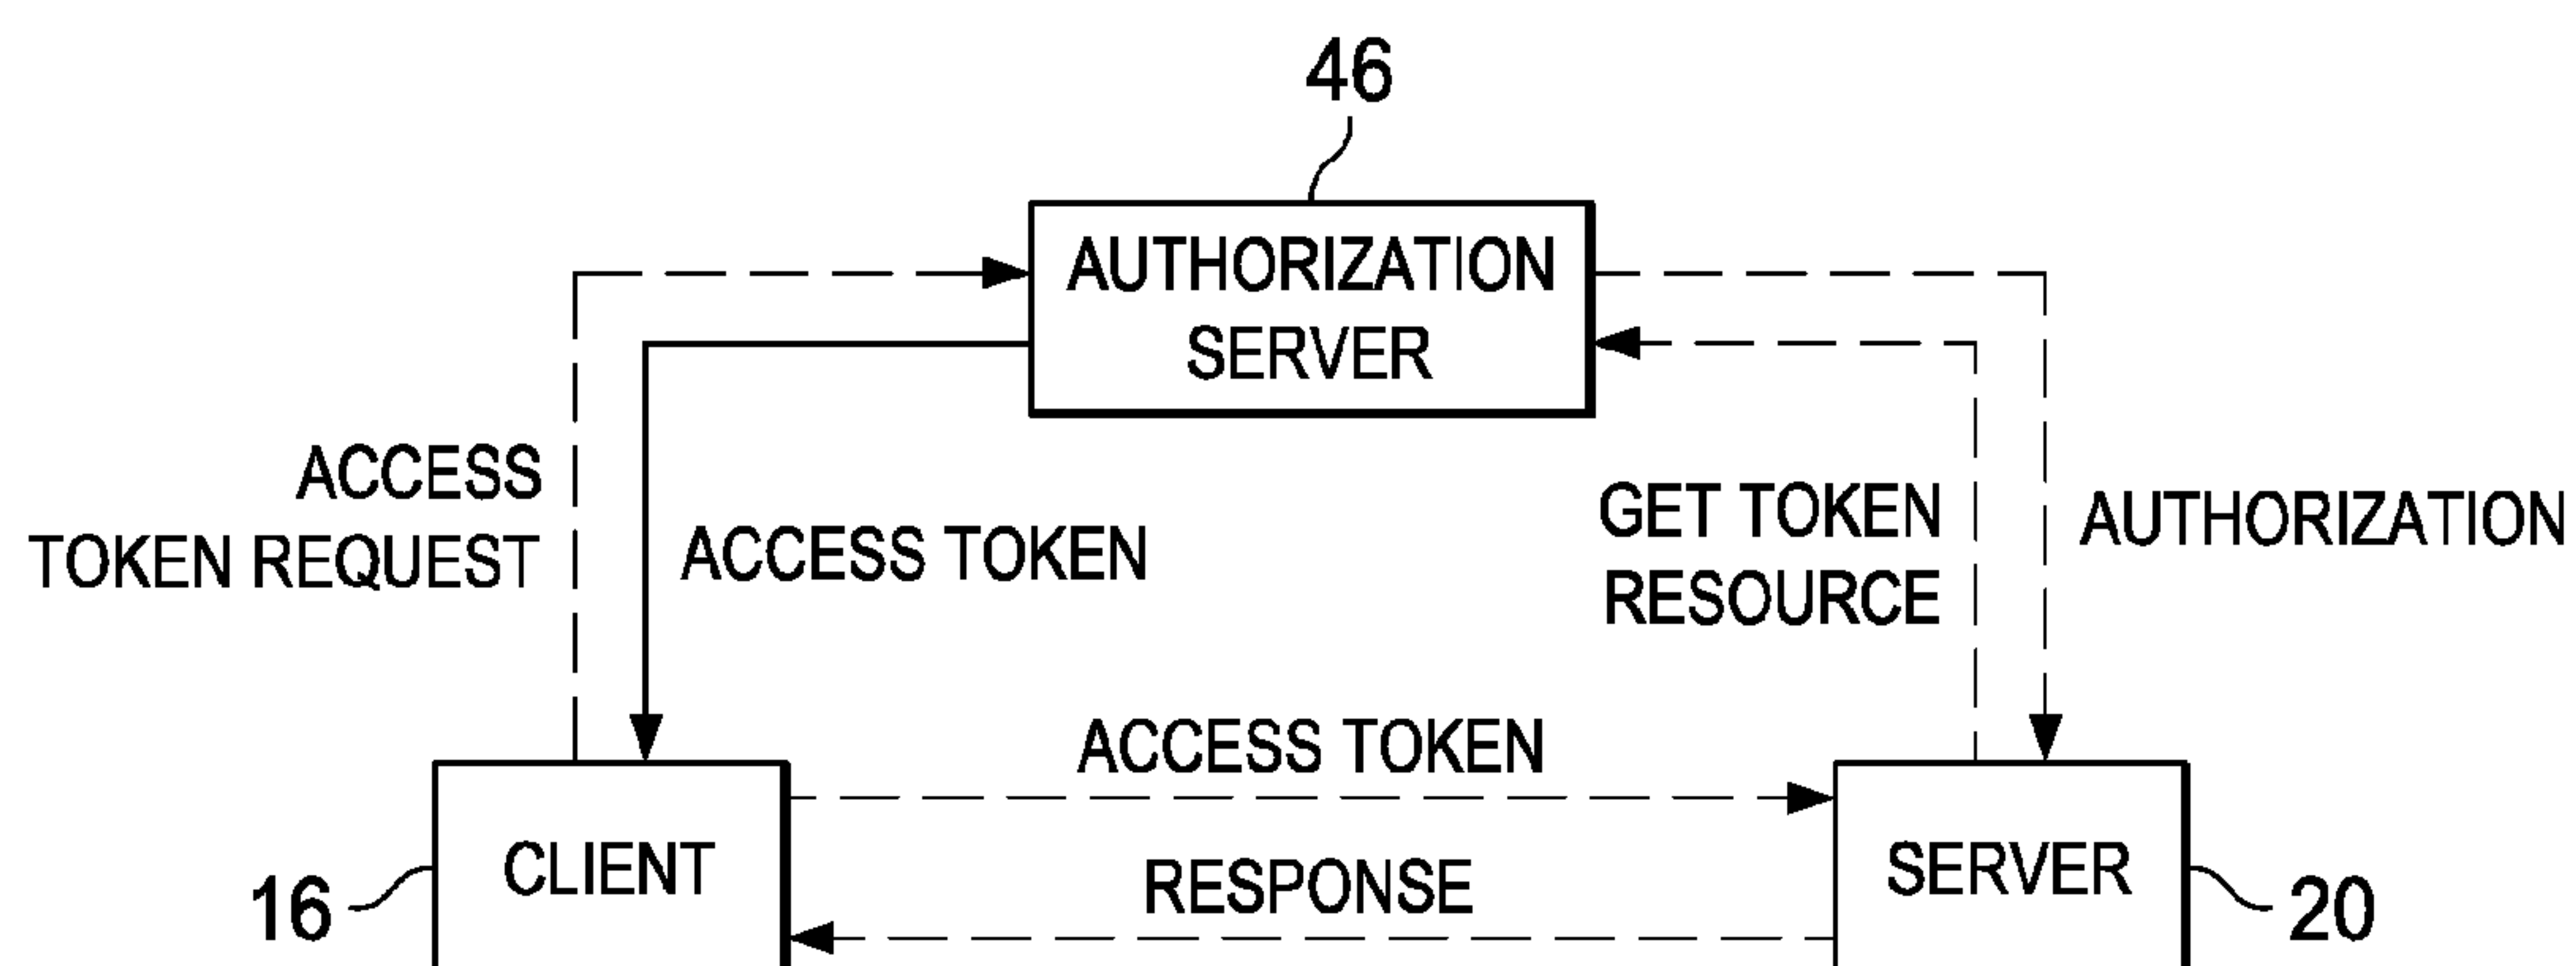 46
AUTHORIZATION
SERVER
ACCESS
TOKEN REQUEST
ACCESS TOKEN
GET TOKEN
RESOURCE
AUTHORIZATION
ACCESS TOKEN
CLIENT
RESPONSE
SERVER
16
20